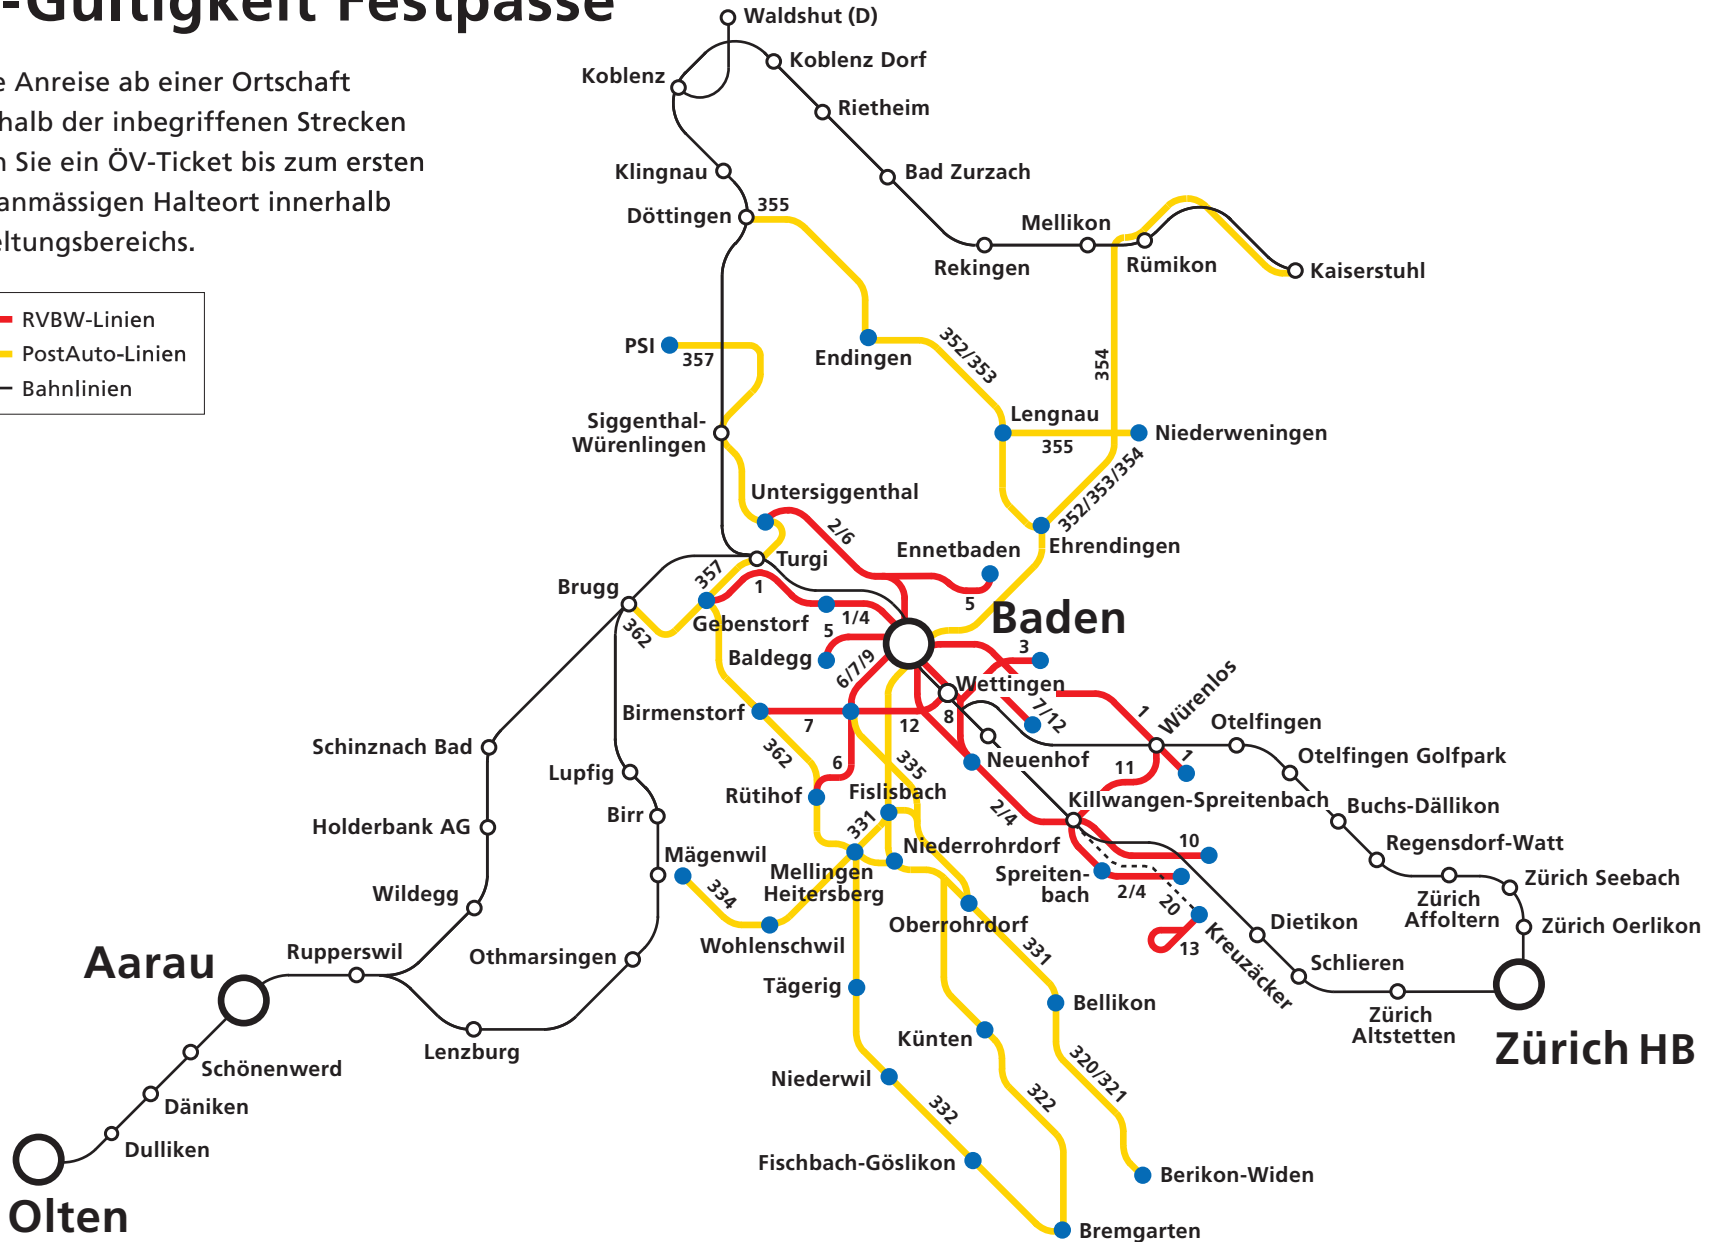 -Gültigkeit Festpässe
e Anreise ab einer Ortschaft
halb der inbegriffenen Strecken
n Sie ein ÖV-Ticket bis zum ersten
anmässigen Halteort innerhalb
eltungsbereichs.
RVBW-Linien
PostAuto-Linien
Bahnlinien
Waldshut (D)
Koblenz Dorf
Koblenz
Rietheim
Klingnau
Bad Zurzach
Döttingen
355
Mellikon
Rekingen
Rümikon
Kaiserstuhl
PSI
357
Endingen
352/353
354
Siggenthal-
Würenlingen
Lengnau
355
Niederweningen
352/353/354
Untersiggenthal
2/6
Ennetbaden
Ehrendingen
Turgi
5
Brugg
357
1
362
Gebenstorf
1/4
5
Baden
Baldegg
6/7/9
3
Wettingen
7/12
1
Würenlos
Birmenstorf
7
12
8
Otelfingen
Schinznach Bad
362
335
Neuenhof
11
1
Otelfingen Golfpark
Lupfig
6
Rütihof
Fislisbach
2/4
Killwangen-Spreitenbach
Buchs-Dällikon
Birr
Holderbank AG
331
Niederrohrdorf
10
Regensdorf-Watt
Mägenwil
Mellingen
Heitersberg
Spreiten-
bach
2/4
20
Zürich Seebach
Wildegg
334
Zürich
Affoltern
Oberrohrdorf
Kreuzäcker
Dietikon
Zürich Oerlikon
Wohlenschwil
331
13
Aarau
Rupperswil
Othmarsingen
Schlieren
Tägerig
Bellikon
Zürich
Altstetten
Künten
Zürich HB
Lenzburg
Schönenwerd
Niederwil
320/321
332
322
Däniken
Dulliken
Fischbach-Göslikon
Berikon-Widen
Olten
Bremgarten